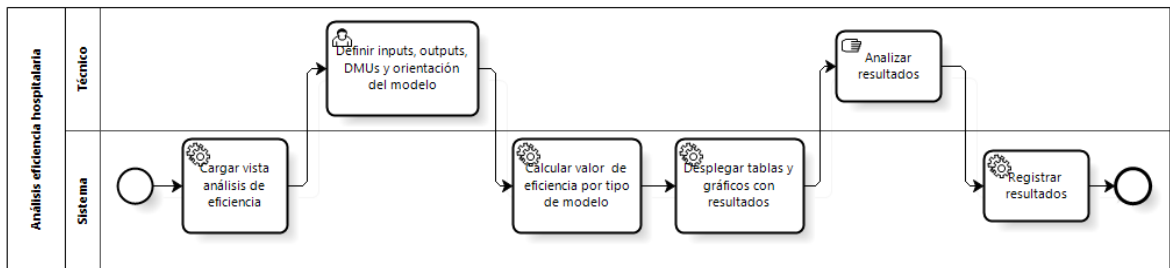 Análisis eficiencia hospitalaria
Técnico
Definir inputs, outputs,
DMUs y orientación
del modelo
Analizar
resultados
Sistema
Cargar vista
análisis de
eficiencia
Calcular valor de
eficiencia por tipo
de modelo
Desplegar tablas y
gráficos con
resultados
Registrar
resultados